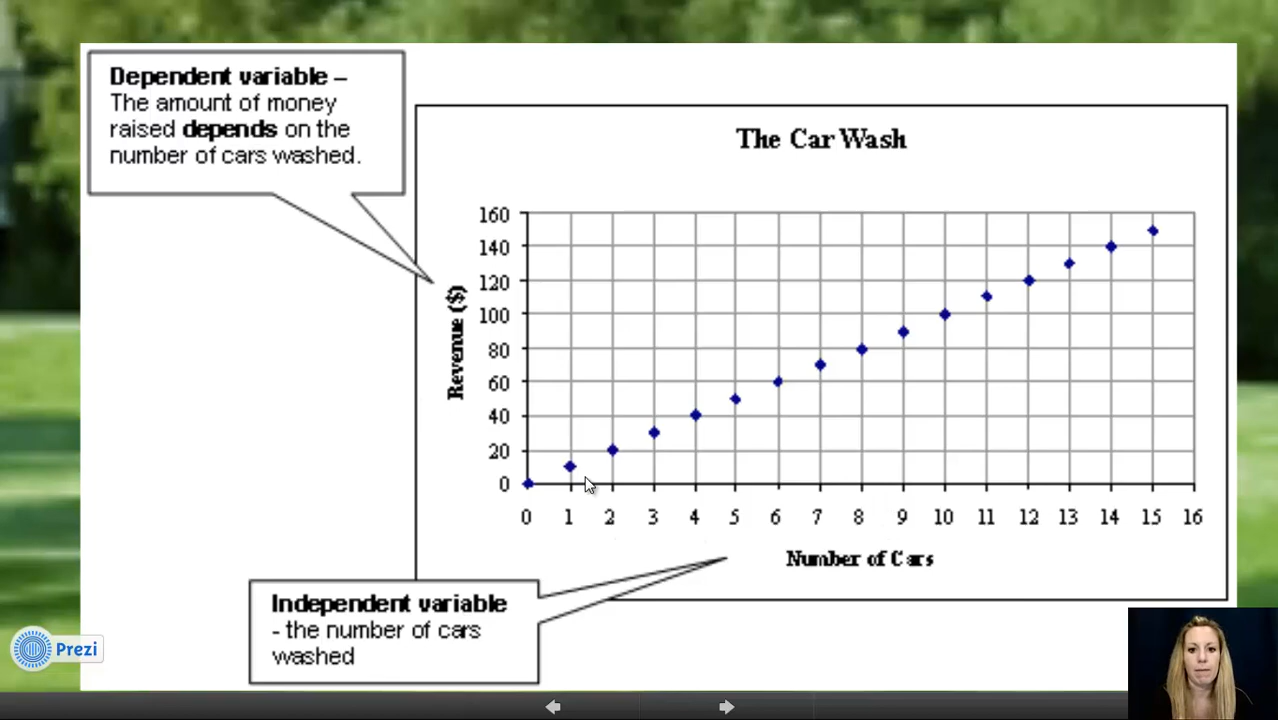 Dependent variable –
The amount of money
raised depends on the
number of cars washed.
The Car Wash
160
140
120
100
80
60
40
20
0
Revenue ($)
0 1 2 3 4 5 6 7 8 9 10 11 12 13 14 15 16
Number of Cars
Independent variable
- the number of cars
washed
Prezi